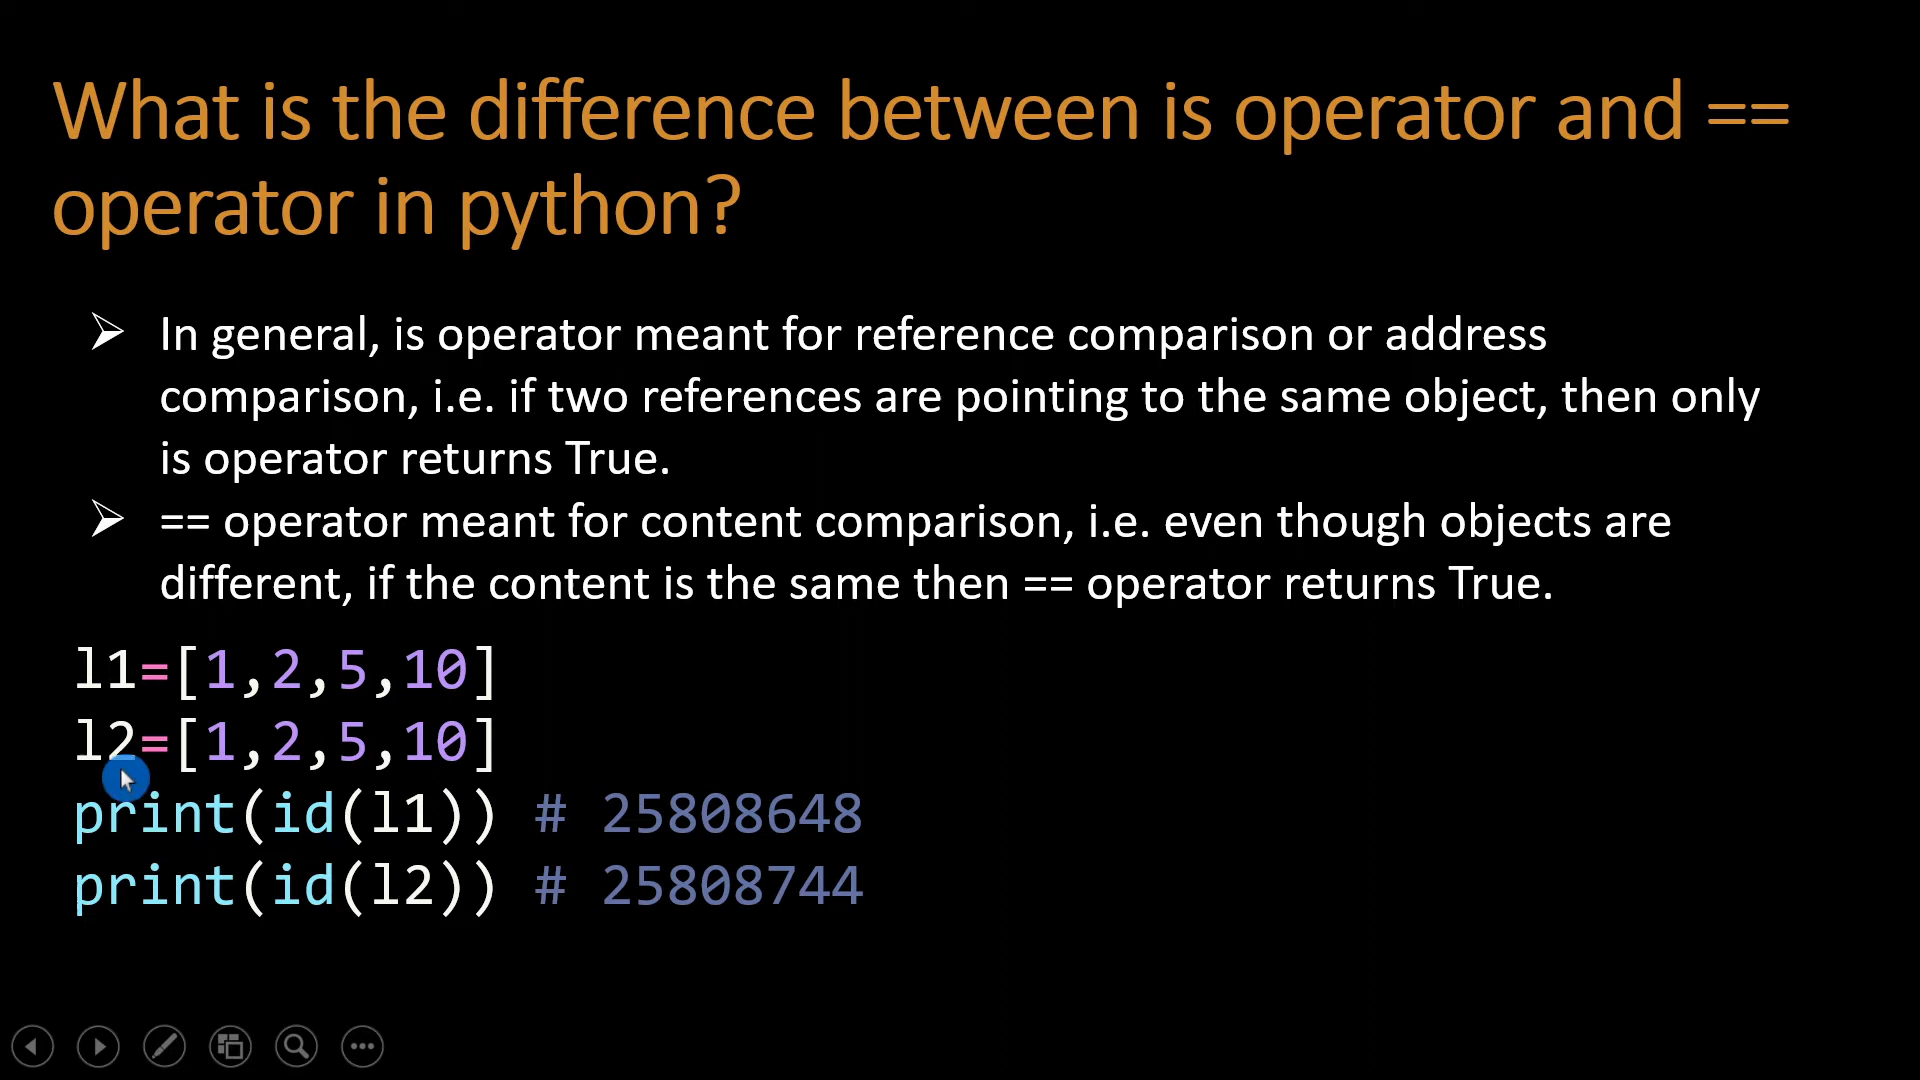 What is the difference between is operator and ==
operator in python?
➢ In general, is operator meant for reference comparison or address
comparison, i.e. if two references are pointing to the same object, then only
is operator returns True.
➢ == operator meant for content comparison, i.e. even though objects are
different, if the content is the same then == operator returns True.
l1=[1,2,5,10]
l2=[1,2,5,10]
print(id(l1)) # 25808648
print(id(l2)) # 25808744